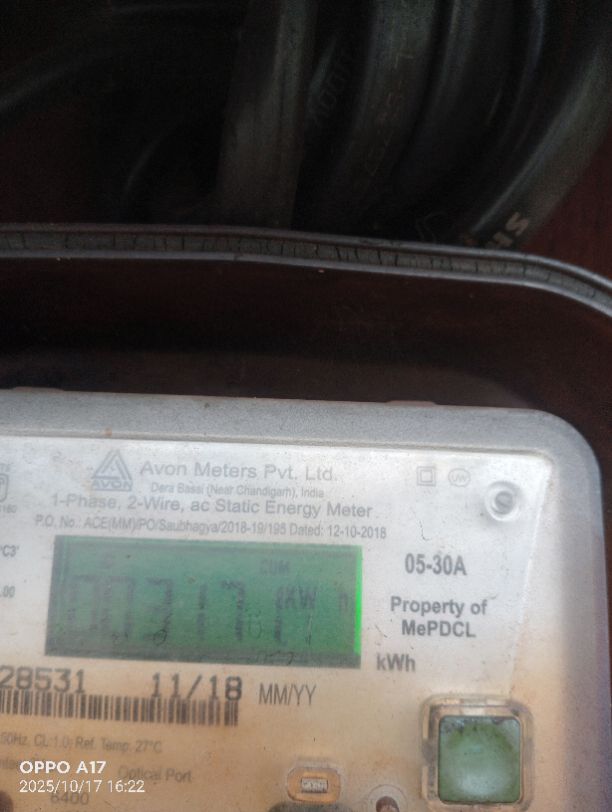 Avon Meters Pvt. Ltd.
AVON
Dera Bassi (Near Chandigarh), India
1-Phase, 2-Wire, ac Static Energy Meter
P.O. No.: ACE(MM)/PO/Saubhagya/2018-19/198 Dated: 12-10-2018
05-30A
CUM
kW h
Property of
MePDCL
kWh
28531 11/18 MM/YY
50Hz, CL:1.0, Ref. Temp. 27°C
Optical Port
6400
OPPO A17
2025/10/17 16:22